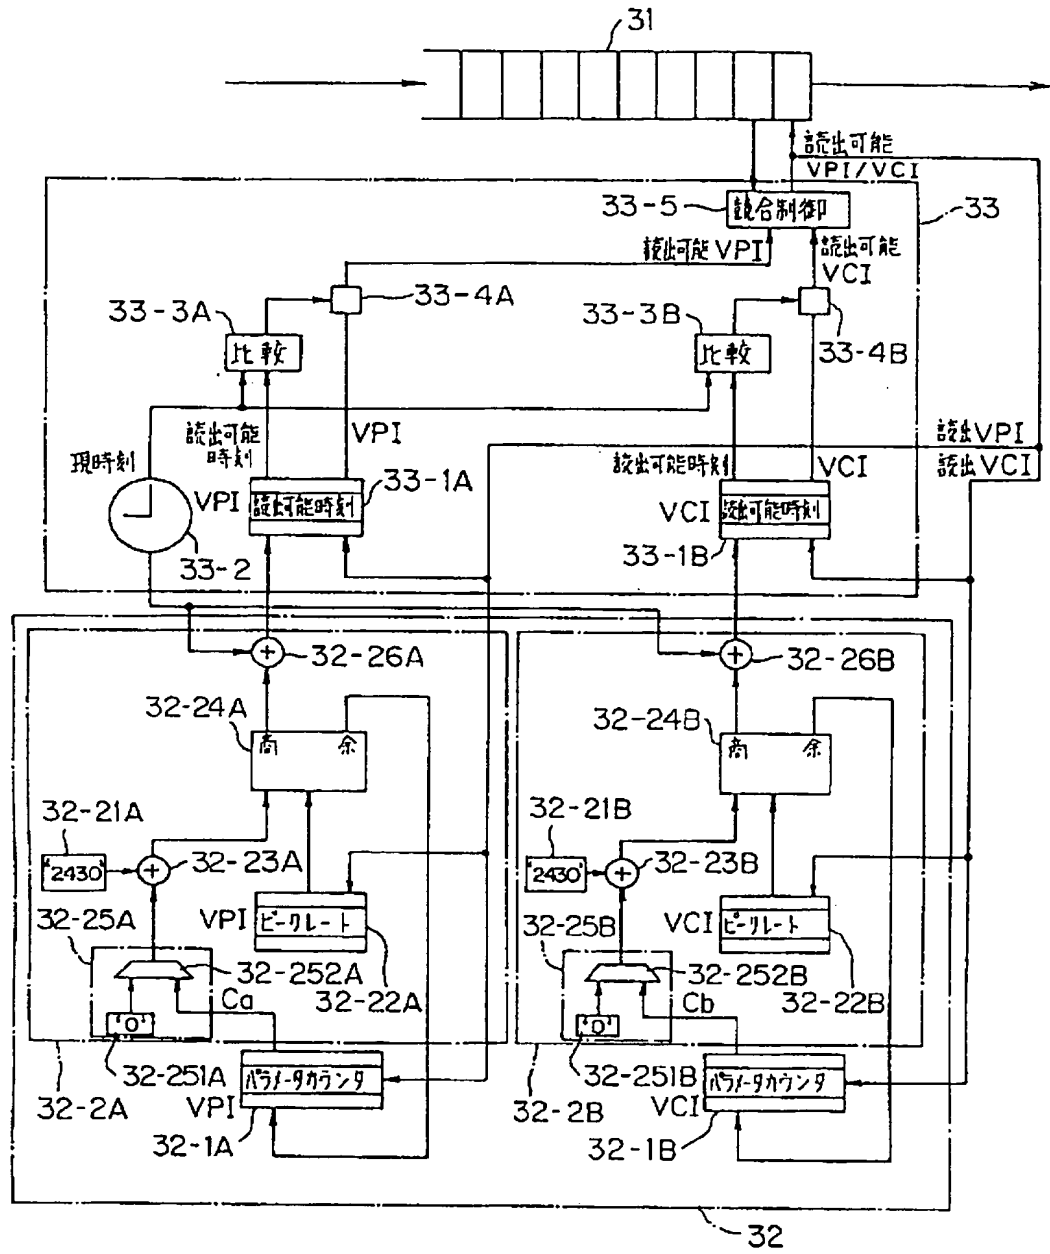 31
読出可能
VPI/VCI
33-5
競合制御
33
読出可能VPI
読出可能
VCI
33-3A
33-4A
33-3B
33-4B
比較
比較
現時刻
読出可能
時刻
VPI
読出可能時刻
VCI
読出VPI
読出VCI
VPI
読出可能時刻
33-1A
VCI
読出可能時刻
33-2
33-1B
32-26A
32-26B
32-24A
商 余
32-24B
商 余
32-21A
"2430"
32-23A
32-21B
"2430"
32-23B
32-25A
VPI
ピークレート
32-25B
VCI
ピークレート
32-252A
32-22A
32-252B
32-22B
Ca
"0"
Cb
"0"
32-251A
パラメータカウンタ
32-251B
パラメータカウンタ
32-2A
VPI
32-2B
VCI
32-1A
32-1B
32